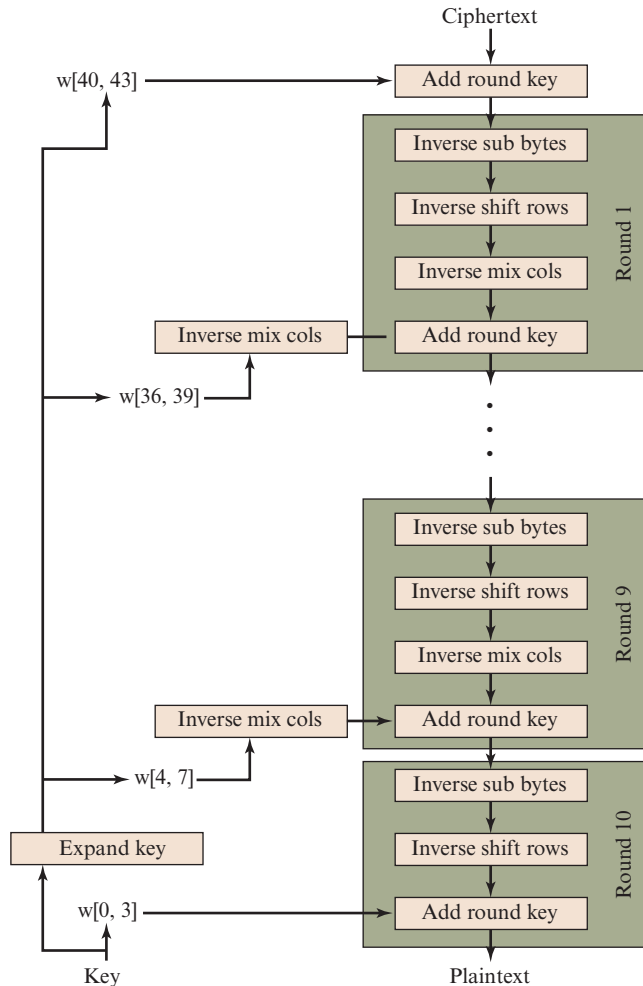 Ciphertext
w[40, 43]
Add round key
Inverse sub bytes
Inverse shift rows
Inverse mix cols
Add round key
Round 1
Inverse mix cols
w[36, 39]
Inverse sub bytes
Inverse shift rows
Inverse mix cols
Add round key
Round 9
Inverse mix cols
w[4, 7]
Inverse sub bytes
Inverse shift rows
Add round key
Round 10
Expand key
w[0, 3]
Key
Plaintext